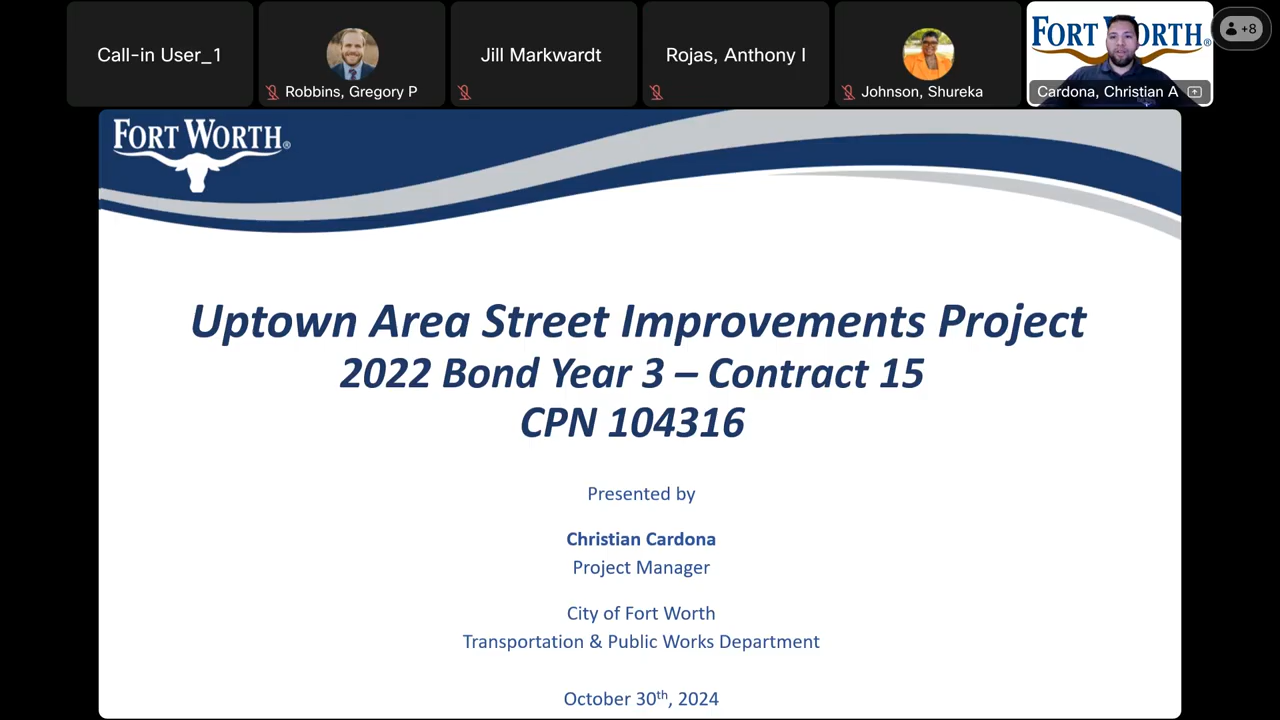 Call-in User_1
Robbins, Gregory P
Jill Markwardt
Rojas, Anthony I
Johnson, Shureka
FORT WORTH®
Cardona, Christian A
+8
FORT WORTH®
Uptown Area Street Improvements Project
2022 Bond Year 3 – Contract 15
CPN 104316
Presented by
Christian Cardona
Project Manager
City of Fort Worth
Transportation & Public Works Department
October 30th, 2024